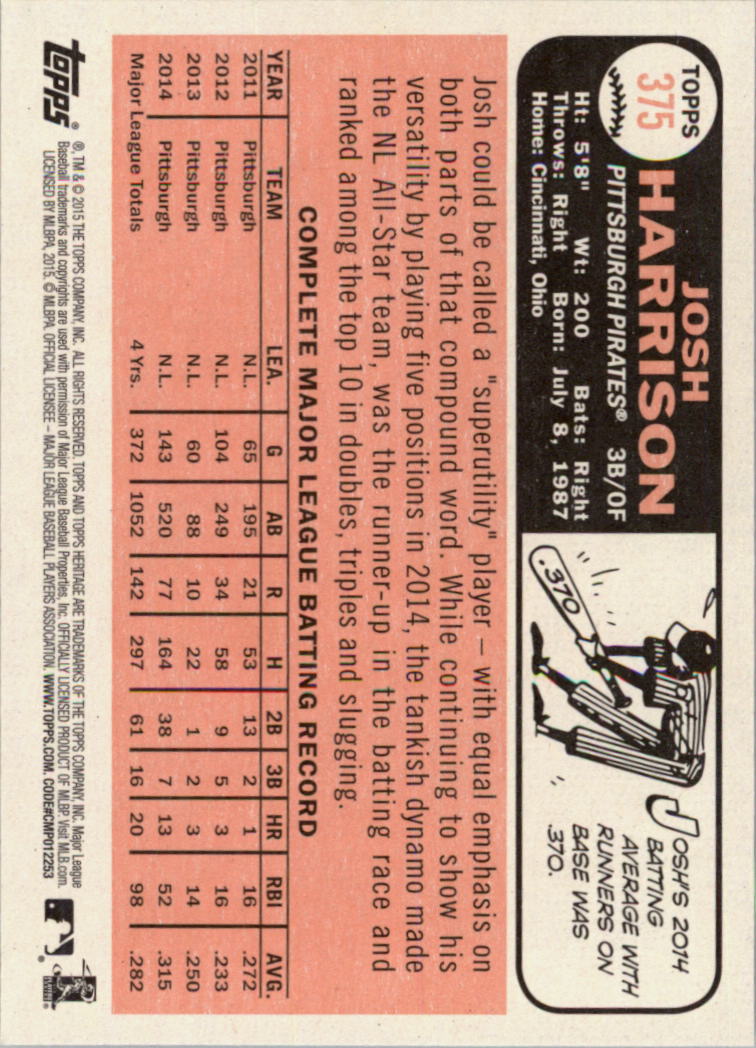 TOPPS
375
JOSH
HARRISON
PITTSBURGH PIRATES® 3B/OF
Ht: 5'8" Wt: 200 Bats: Right
Throws: Right Born: July 8, 1987
Home: Cincinnati, Ohio
.370
JOSH'S 2014
BATTING
AVERAGE WITH
RUNNERS ON
BASE WAS
.370.
Josh could be called a "superutility" player – with equal emphasis on
both parts of that compound word. While continuing to show his
versatility by playing five positions in 2014, the tankish dynamo made
the NL All-Star team, was the runner-up in the batting race and
ranked among the top 10 in doubles, triples and slugging.
COMPLETE MAJOR LEAGUE BATTING RECORD
YEAR TEAM LEA. G AB R H 2B 3B HR RBI AVG.
2011 Pittsburgh N.L. 65 195 21 53 13 2 1 16 .272
2012 Pittsburgh N.L. 104 249 34 58 9 5 3 16 .233
2013 Pittsburgh N.L. 60 88 10 22 1 2 3 14 .250
2014 Pittsburgh N.L. 143 520 77 164 38 7 13 52 .315
Major League Totals 4 Yrs. 372 1052 142 297 61 16 20 98 .282
topps®
®, TM & © 2015 THE TOPPS COMPANY, INC. ALL RIGHTS RESERVED. TOPPS AND TOPPS HERITAGE ARE TRADEMARKS OF THE TOPPS COMPANY, INC. Major League
Baseball trademarks and copyrights are used with permission of Major League Baseball Properties, Inc. OFFICIALLY LICENSED PRODUCT OF MLBP. Visit MLB.com.
LICENSED BY MLBPA, 2015. © MLBPA, OFFICIAL LICENSEE – MAJOR LEAGUE BASEBALL PLAYERS ASSOCIATION. WWW.TOPPS.COM. CODE#CMP012253